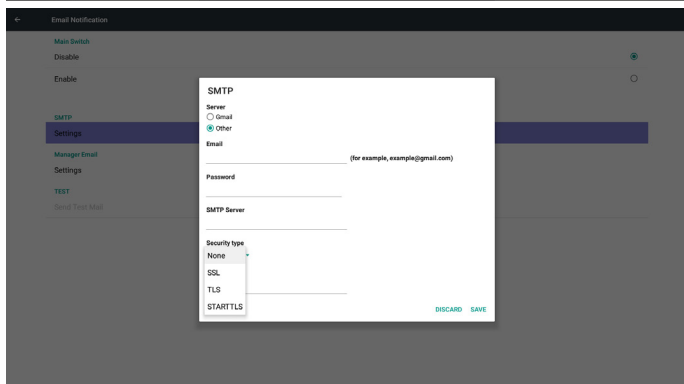 Email Notification
Main Switch
Disable
Enable
SMTP
Settings
Manager Email
Settings
TEST
Send Test Mail
SMTP
Server
Gmail
Other
Email
(for example, example@gmail.com)
Password
SMTP Server
Security type
None
SSL
TLS
STARTTLS
DISCARD SAVE